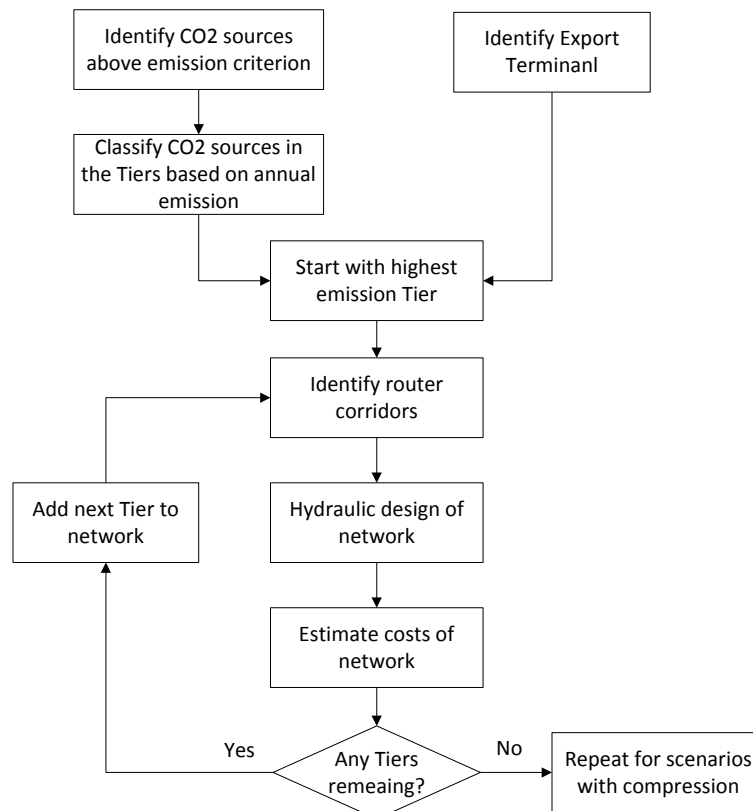 Identify CO2 sources
above emission criterion
Identify Export
Terminanl
Classify CO2 sources in
the Tiers based on annual
emission
Start with highest
emission Tier
Identify router
corridors
Add next Tier to
network
Hydraulic design of
network
Estimate costs of
network
Yes
Any Tiers
remeaing?
No
Repeat for scenarios
with compression